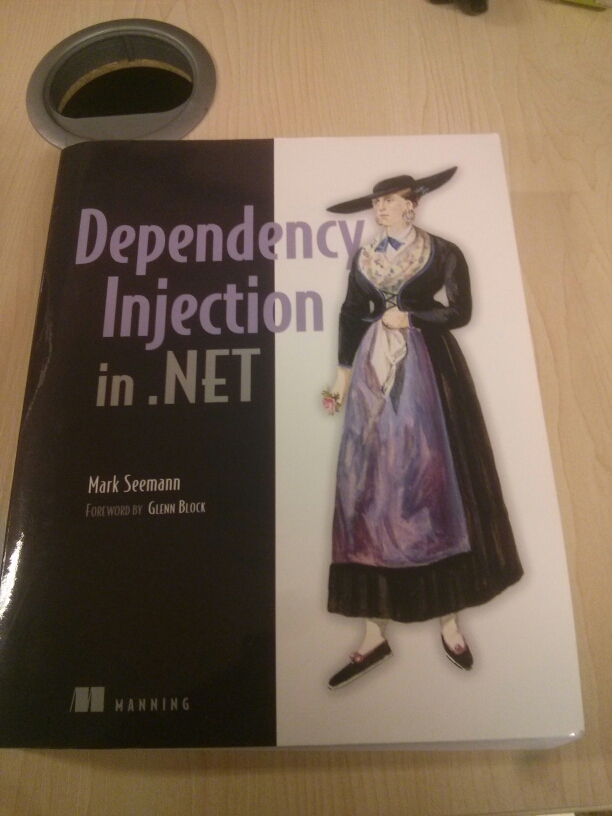 Dependency
Injection
in .NET
Mark Seemann
FOREWORD BY GLENN BLOCK
MANNING